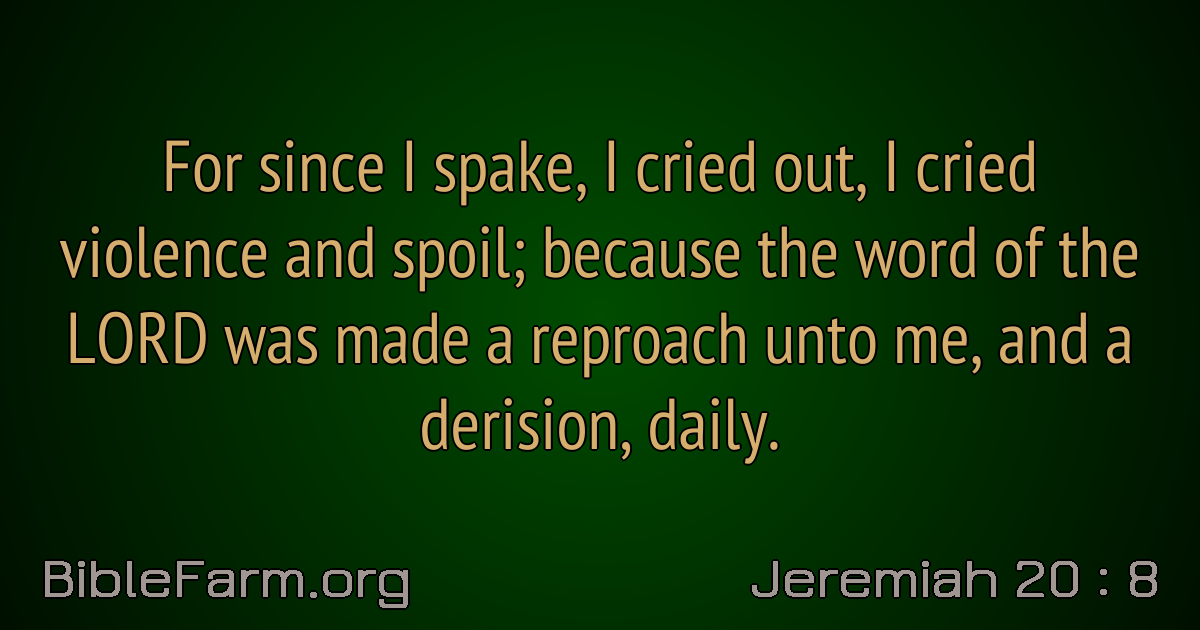 For since I spake, I cried out, I cried
violence and spoil; because the word of the
LORD was made a reproach unto me, and a
derision, daily.
BibleFarm.org
Jeremiah 20 : 8